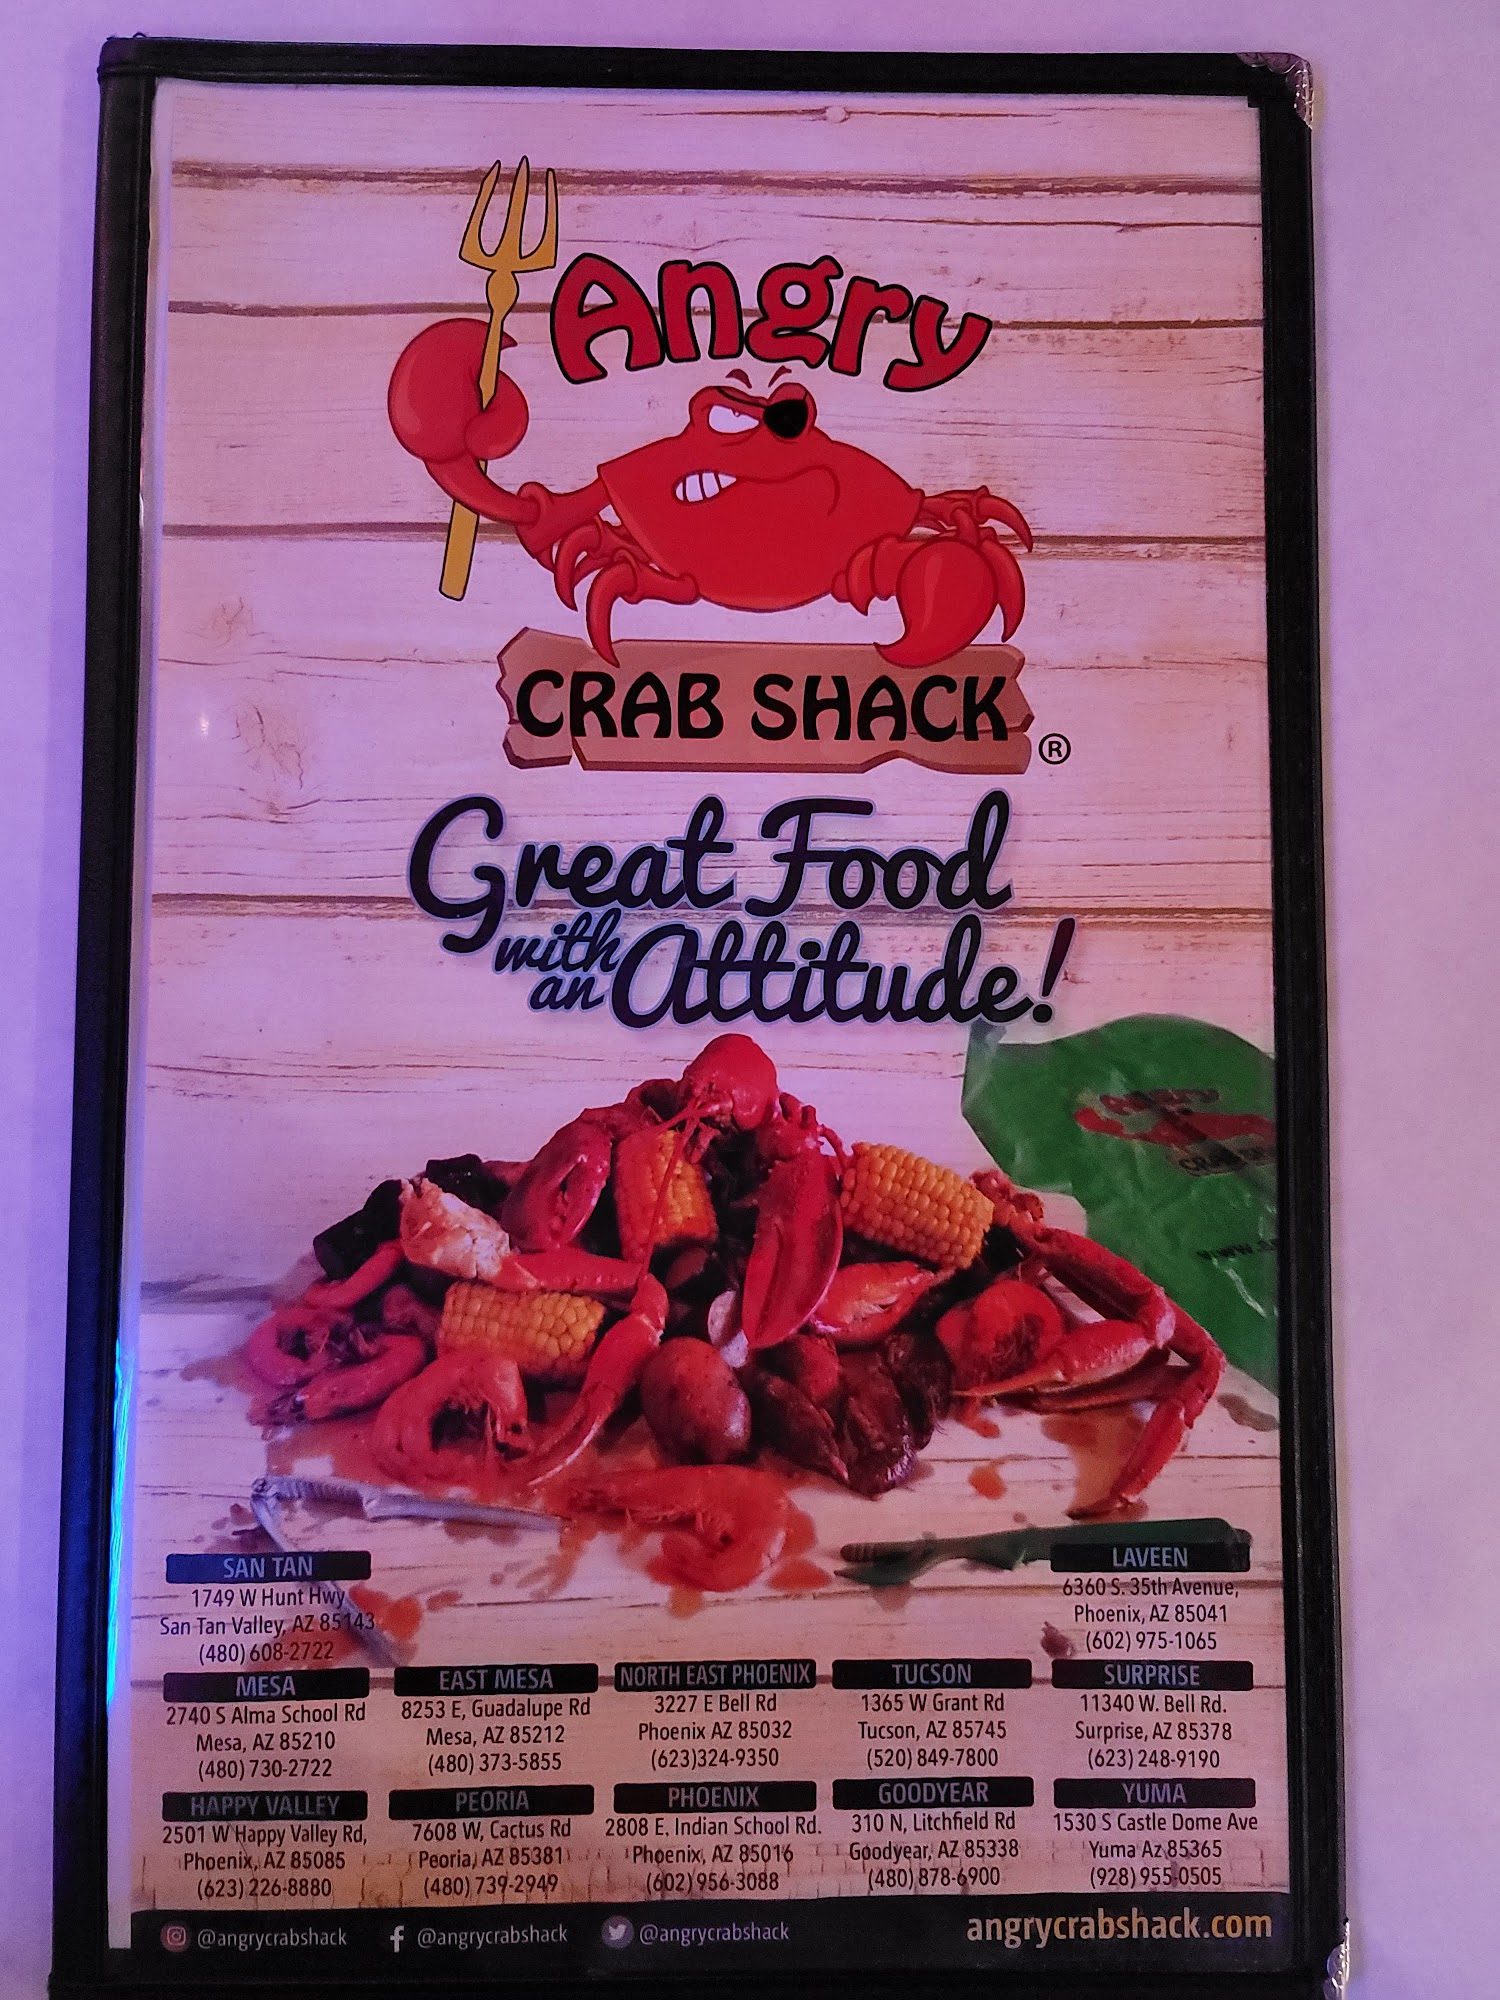 Angry
CRAB SHACK ®
Great Food
with
an Attitude!
Angry
SAN TAN
1749 W Hunt Hwy
San Tan Valley, AZ 85143
(480) 608-2722
LAVEEN
6360 S. 35th Avenue,
Phoenix, AZ 85041
(602) 975-1065
MESA
2740 S Alma School Rd
Mesa, AZ 85210
(480) 730-2722
EAST MESA
8253 E, Guadalupe Rd
Mesa, AZ 85212
(480) 373-5855
NORTH EAST PHOENIX
3227 E Bell Rd
Phoenix AZ 85032
(623)324-9350
TUCSON
1365 W Grant Rd
Tucson, AZ 85745
(520) 849-7800
SURPRISE
11340 W. Bell Rd.
Surprise, AZ 85378
(623) 248-9190
HAPPY VALLEY
2501 W Happy Valley Rd,
Phoenix, AZ 85085
(623) 226-8880
PEORIA
7608 W, Cactus Rd
Peoria, AZ 85381
(480) 739-2949
PHOENIX
2808 E. Indian School Rd.
Phoenix, AZ 85016
(602) 956-3088
GOODYEAR
310 N, Litchfield Rd
Goodyear, AZ 85338
(480) 878-6900
YUMA
1530 S Castle Dome Ave
Yuma Az 85365
(928) 955-0505
@angrycrabshack @angrycrabshack @angrycrabshack angrycrabshack.com